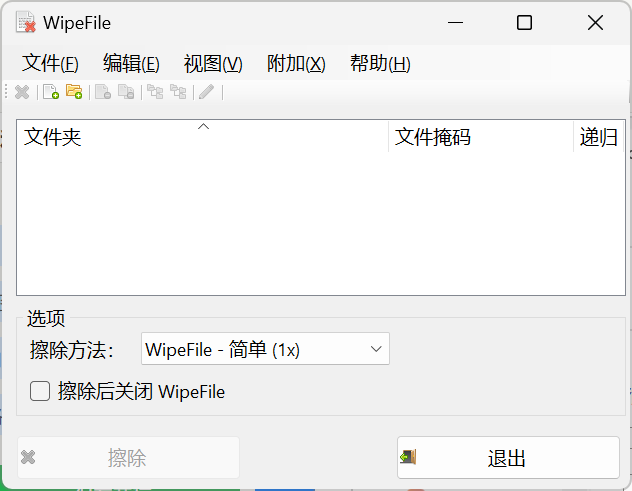 WipeFile
文件(F) 编辑(E) 视图(V) 附加(X) 帮助(H)
文件夹 文件掩码 递归
选项
擦除方法： WipeFile - 简单 (1x)
擦除后关闭 WipeFile
擦除 退出